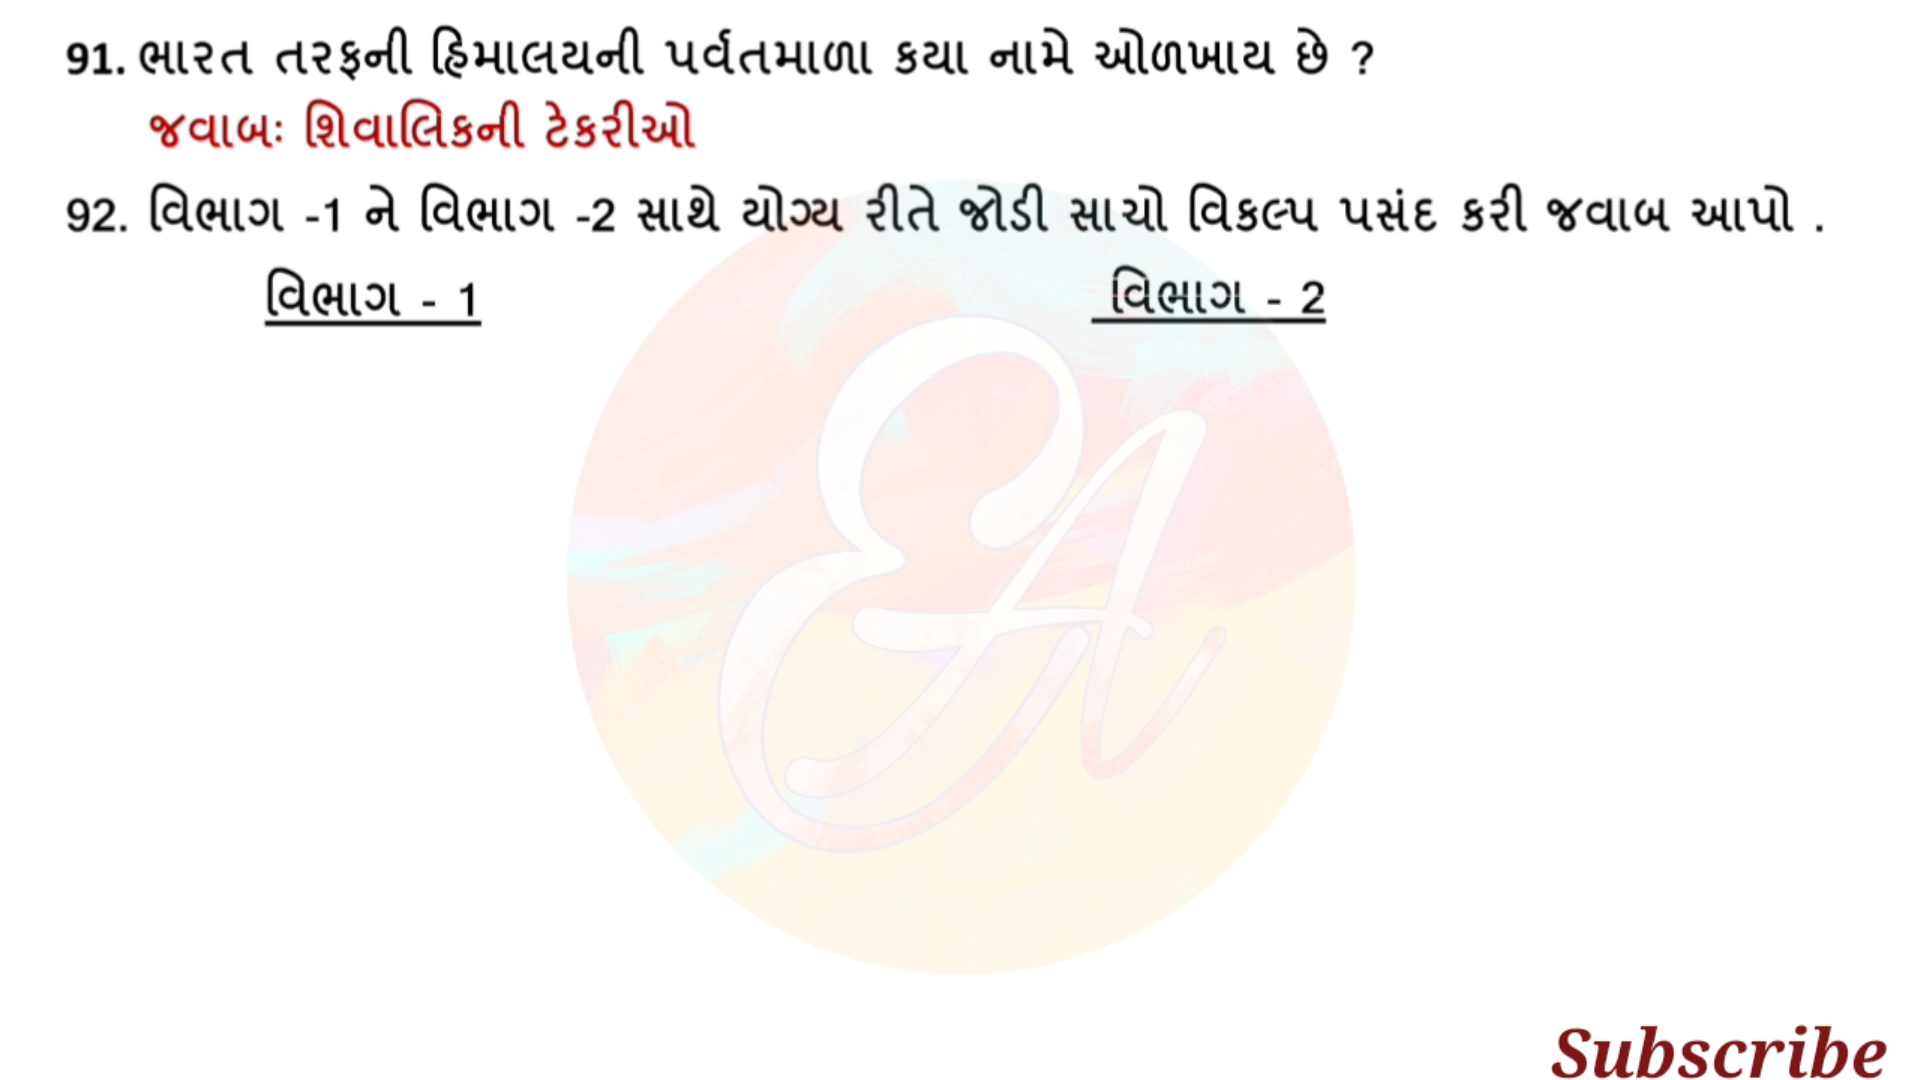 91. ભારત તરફની હિમાલયની પર્વતમાળા કયા નામે ઓળખાય છે ?
જવાબઃ શિવાલિકની ટેકરીઓ
92. વિભાગ -1 ને વિભાગ -2 સાથે યોગ્ય રીતે જોડી સાચો વિકલ્પ પસંદ કરી જવાબ આપો .
વિભાગ - 1 વિભાગ - 2
EA
Subscribe